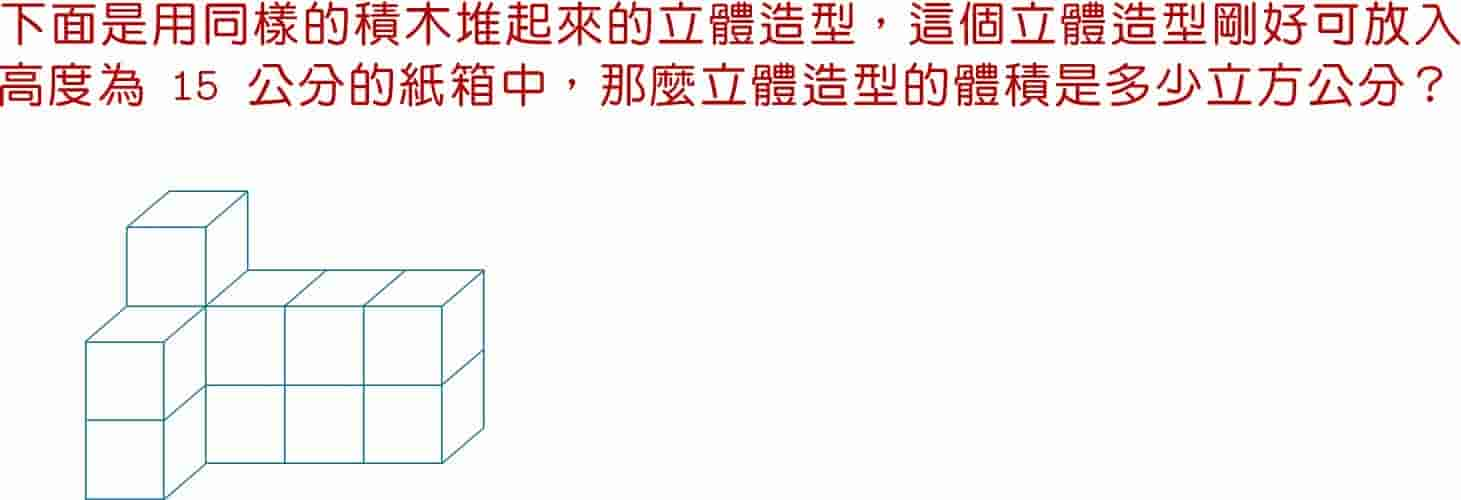 下面是用同樣的積木堆起來的立體造型，這個立體造型剛好可放入
高度為 15 公分的紙箱中，那麼立體造型的體積是多少立方公分？